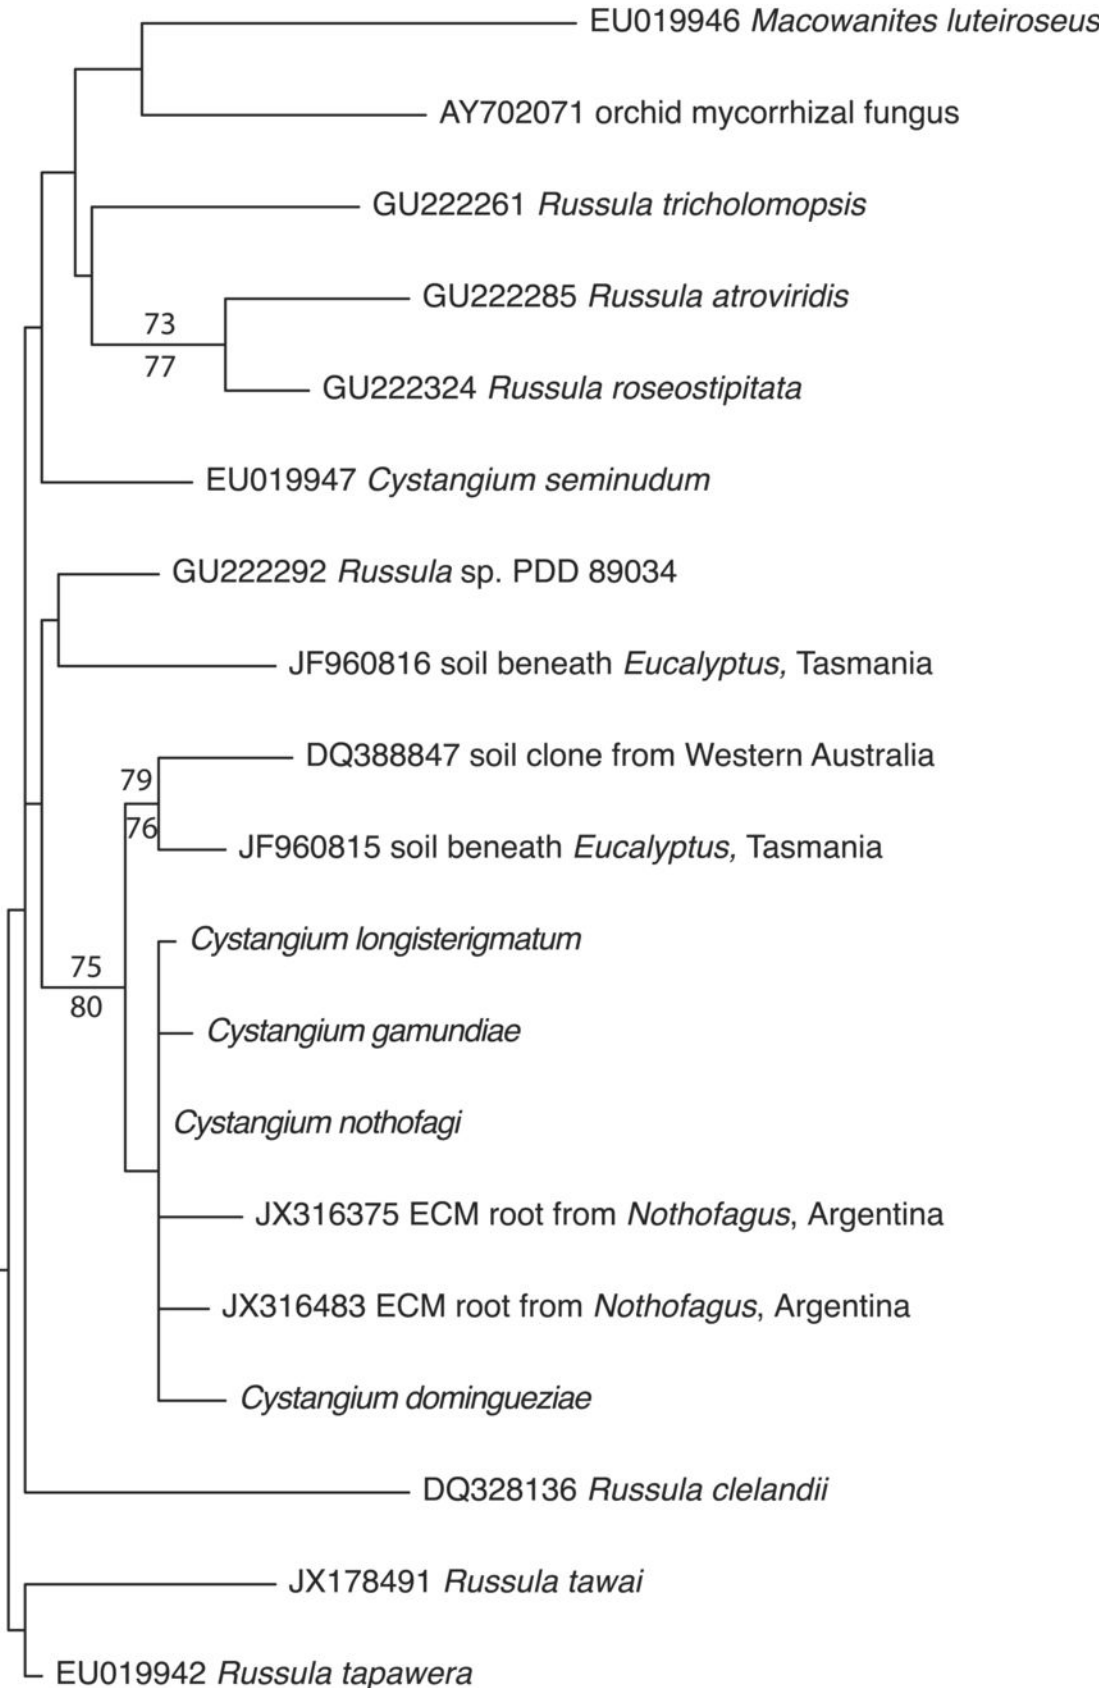 EU019946 Macowanites luteiroseus
AY702071 orchid mycorrhizal fungus
GU222261 Russula tricholomopsis
GU222285 Russula atroviridis
73
77
GU222324 Russula roseostipitata
EU019947 Cystangium seminudum
GU222292 Russula sp. PDD 89034
JF960816 soil beneath Eucalyptus, Tasmania
DQ388847 soil clone from Western Australia
79
76
JF960815 soil beneath Eucalyptus, Tasmania
Cystangium longisterigmatum
75
80
Cystangium gamundiae
Cystangium nothofagi
JX316375 ECM root from Nothofagus, Argentina
JX316483 ECM root from Nothofagus, Argentina
Cystangium domingueziae
DQ328136 Russula clelandii
JX178491 Russula tawai
EU019942 Russula tapawera